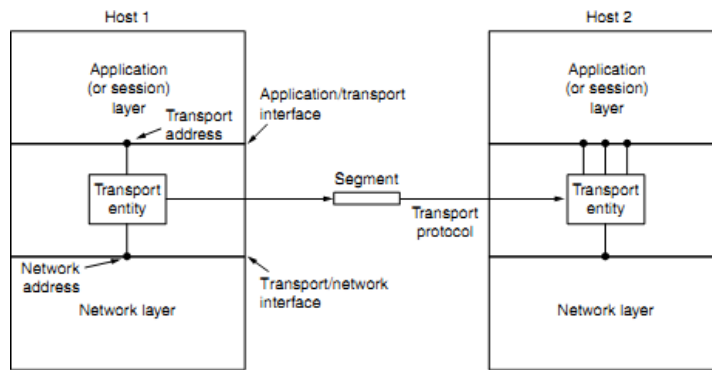 Host 1
Host 2
Application
(or session)
layer
Transport
address
Application/transport
interface
Application
(or session)
layer
Transport
entity
Segment
Transport
protocol
Transport
entity
Network
address
Transport/network
interface
Network layer
Network layer